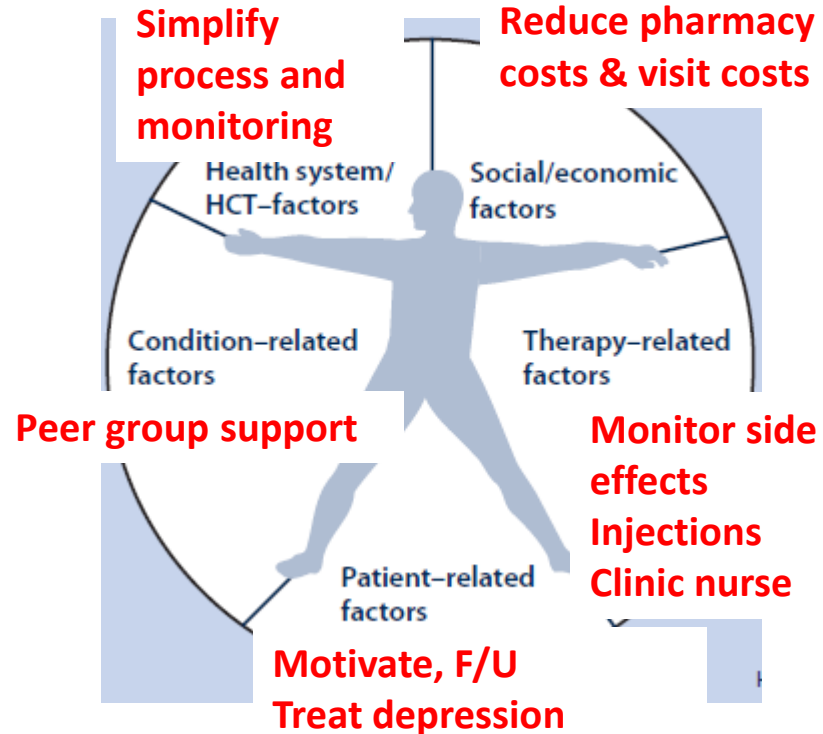 Simplify
process and
monitoring
Reduce pharmacy
costs & visit costs
Health system/
HCT–factors
Social/economic
factors
Condition–related
factors
Therapy–related
factors
Peer group support
Monitor side
effects
Injections
Clinic nurse
Patient–related
factors
Motivate, F/U
Treat depression